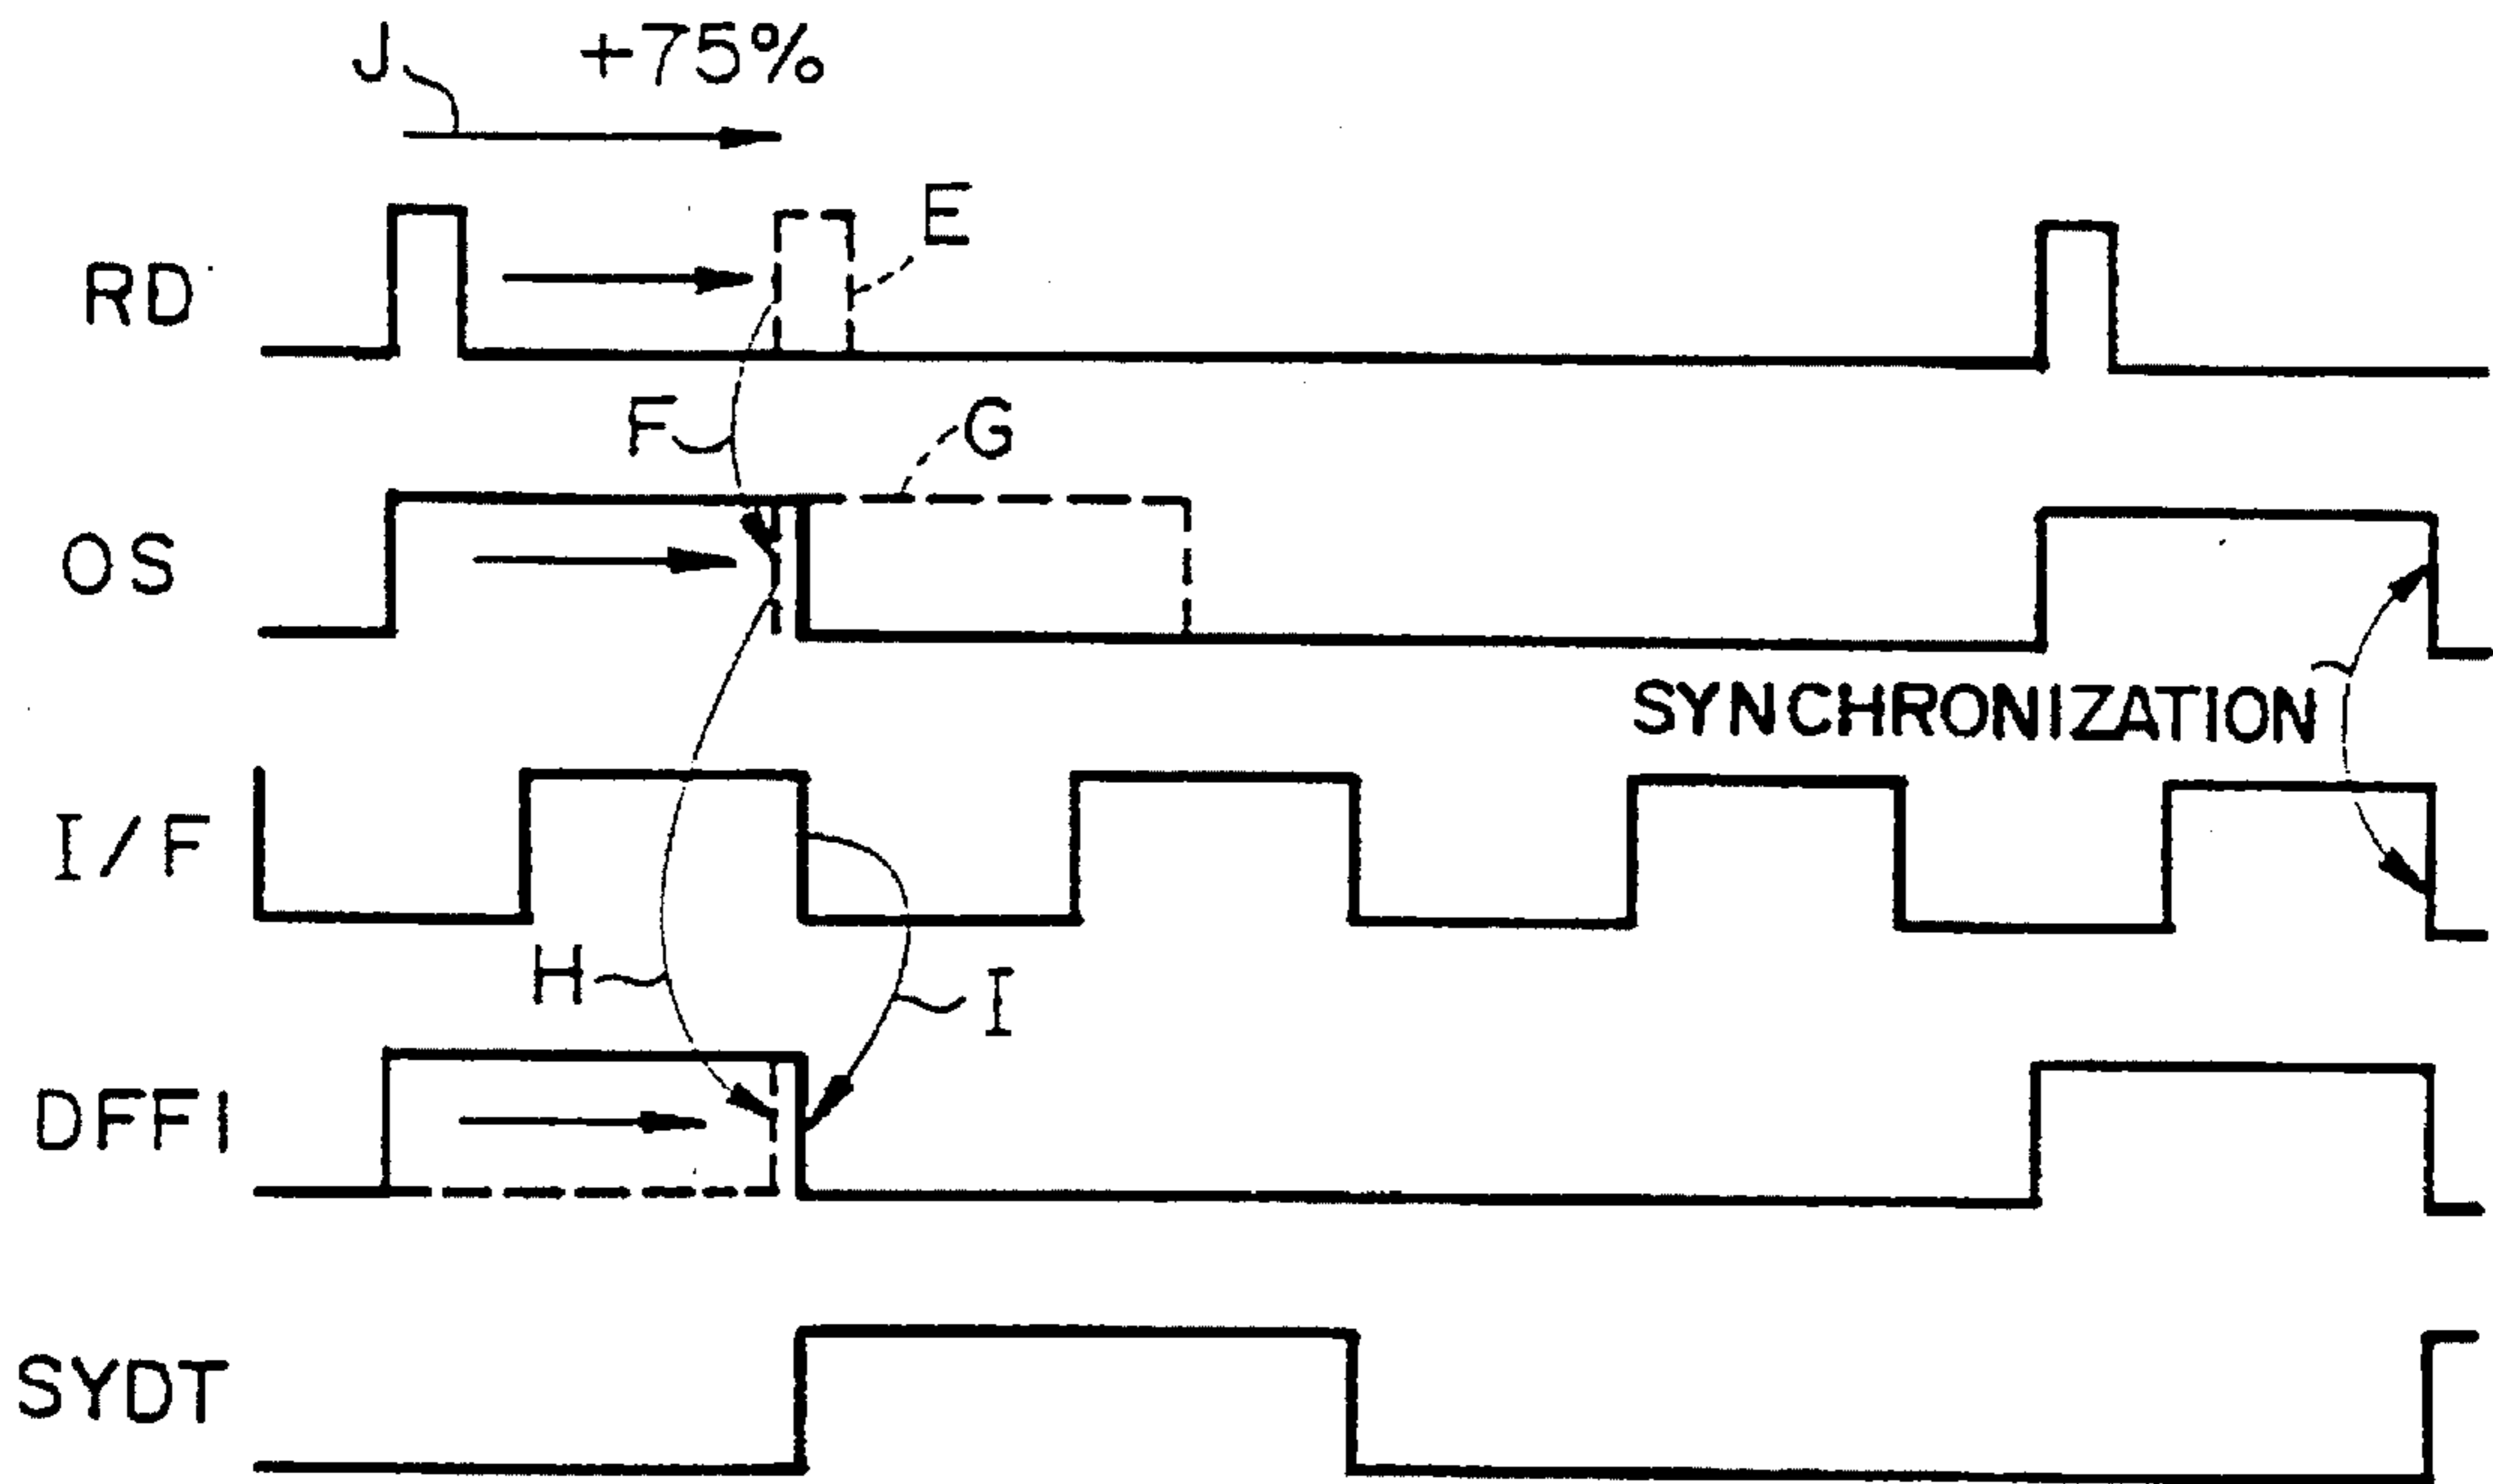 J +75%
E
RD
F
G
OS
SYNCHRONIZATION
I/F
H
I
DFF1
SYDT